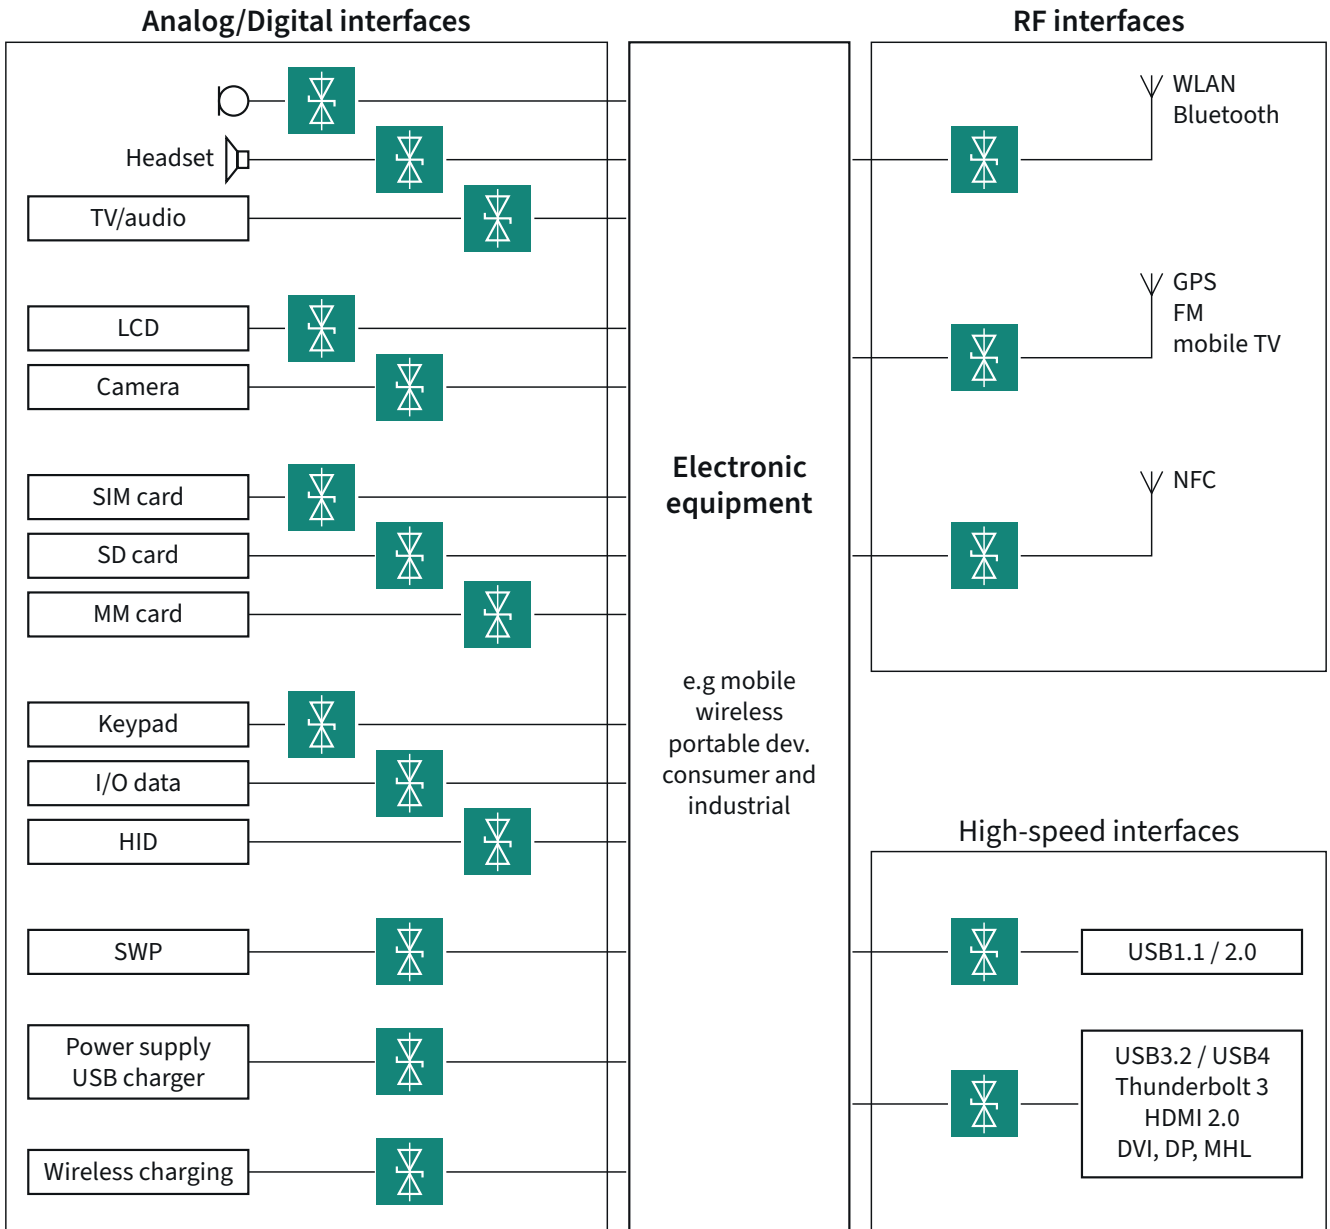 Analog/Digital interfaces
Headset
TV/audio
LCD
Camera
SIM card
SD card
MM card
Keypad
I/O data
HID
SWP
Power supply
USB charger
Wireless charging
Electronic
equipment
e.g mobile
wireless
portable dev.
consumer and
industrial
RF interfaces
WLAN
Bluetooth
GPS
FM
mobile TV
NFC
High-speed interfaces
USB1.1 / 2.0
USB3.2 / USB4
Thunderbolt 3
HDMI 2.0
DVI, DP, MHL